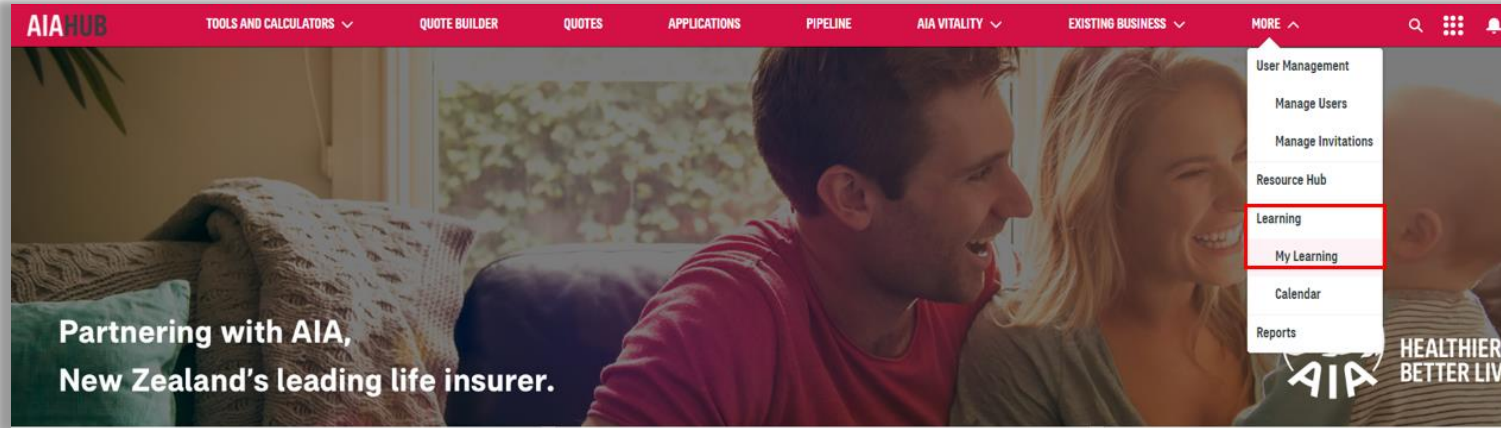 AIAHUB
TOOLS AND CALCULATORS
QUOTE BUILDER
QUOTES
APPLICATIONS
PIPELINE
AIA VITALITY
EXISTING BUSINESS
MORE
User Management
Manage Users
Manage Invitations
Resource Hub
Learning
My Learning
Calendar
Reports
Partnering with AIA,
New Zealand's leading life insurer.
AIA
HEALTHIER
BETTER LIV